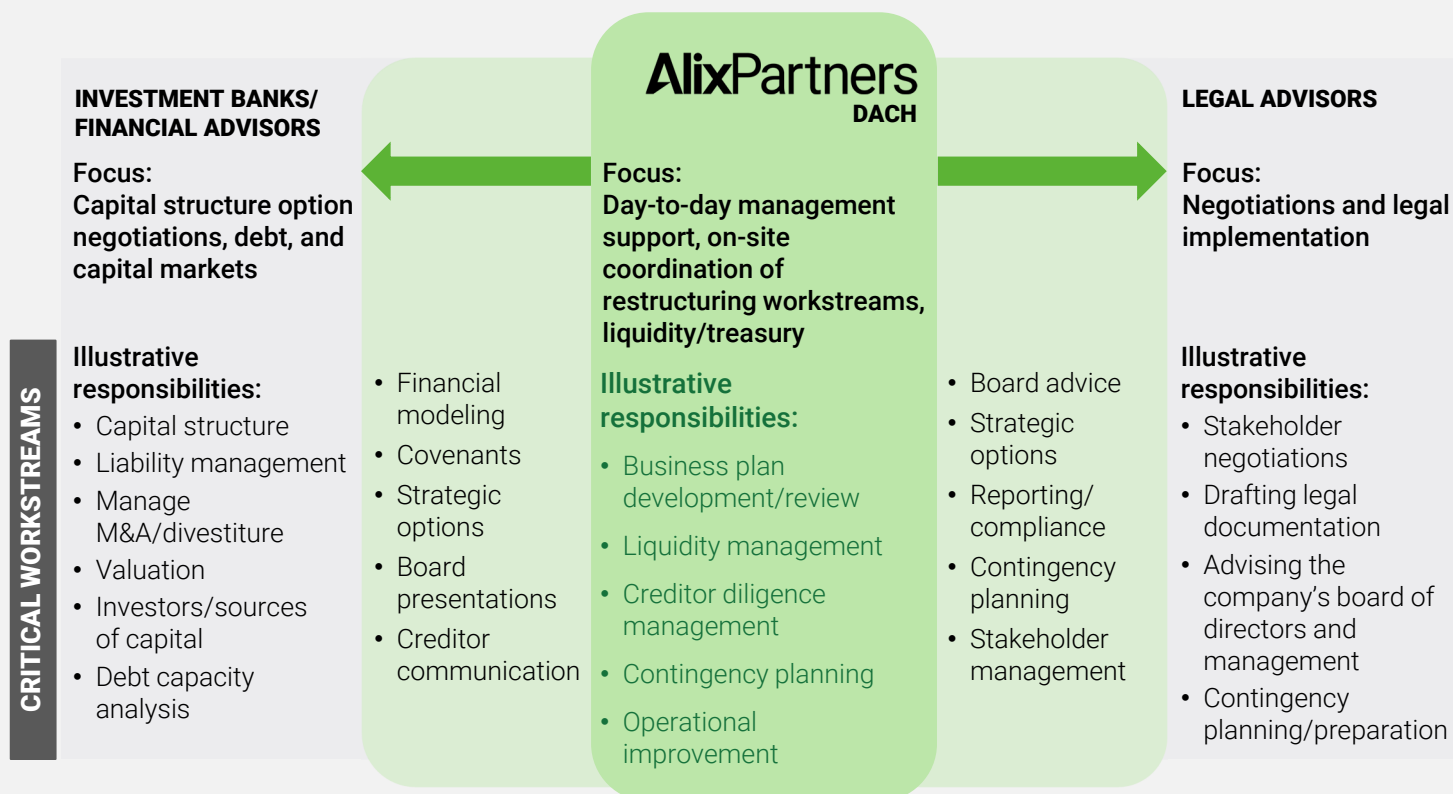 INVESTMENT BANKS/
FINANCIAL ADVISORS
Focus:
Capital structure option
negotiations, debt, and
capital markets
CRITICAL WORKSTREAMS
Illustrative
responsibilities:
• Capital structure
• Liability management
• Manage
M&A/divestiture
• Valuation
• Investors/sources
of capital
• Debt capacity
analysis
• Financial
modeling
• Covenants
• Strategic
options
• Board
presentations
• Creditor
communication
AlixPartners
DACH
Focus:
Day-to-day management
support, on-site
coordination of
restructuring workstreams,
liquidity/treasury
Illustrative
responsibilities:
• Business plan
development/review
• Liquidity management
• Creditor diligence
management
• Contingency planning
• Operational
improvement
• Board advice
• Strategic
options
• Reporting/
compliance
• Contingency
planning
• Stakeholder
management
LEGAL ADVISORS
Focus:
Negotiations and legal
implementation
Illustrative
responsibilities:
• Stakeholder
negotiations
• Drafting legal
documentation
• Advising the
company’s board of
directors and
management
• Contingency
planning/preparation